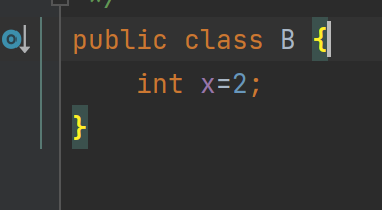 */
public class B {
    int x=2;
}